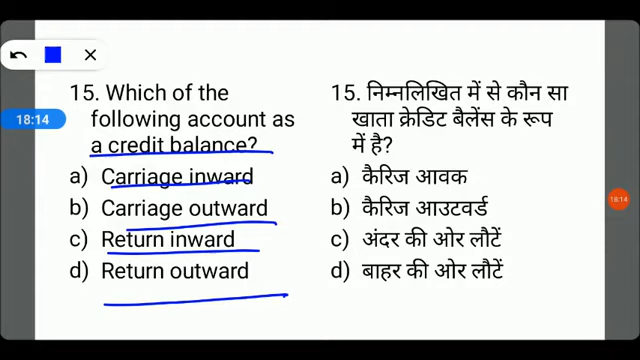 18:14
15. Which of the
following account as
a credit balance?
a) Carriage inward
b) Carriage outward
c) Return inward
d) Return outward
15. निम्नलिखित में से कौन सा
खाता क्रेडिट बैलेंस के रूप
में है?
a) कैरिज आवक
b) कैरिज आउटवर्ड
c) अंदर की ओर लौटें
d) बाहर की ओर लौटें
18:14